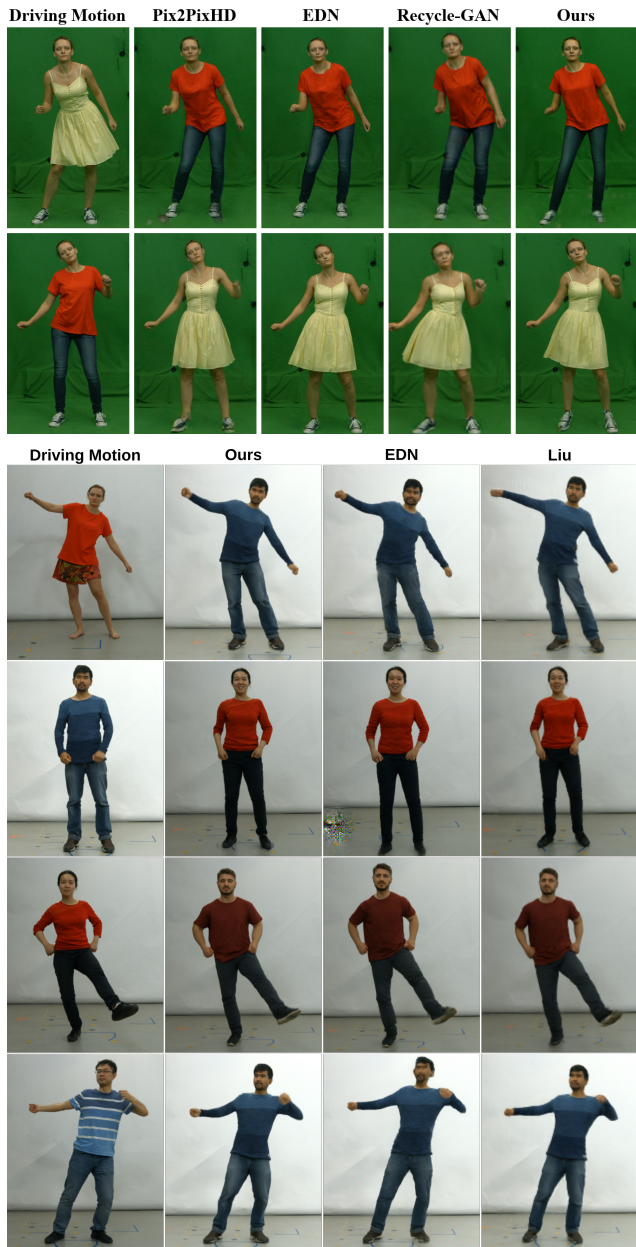 Driving Motion Pix2PixHD EDN Recycle-GAN Ours
Driving Motion Ours EDN Liu